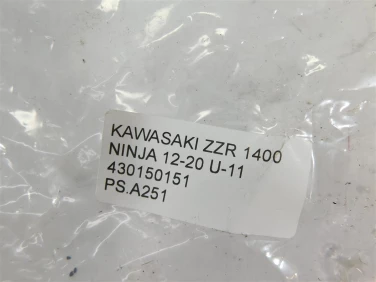 KAWASAKI ZZR 1400
NINJA 12-20 U-11
430150151
PS.A251